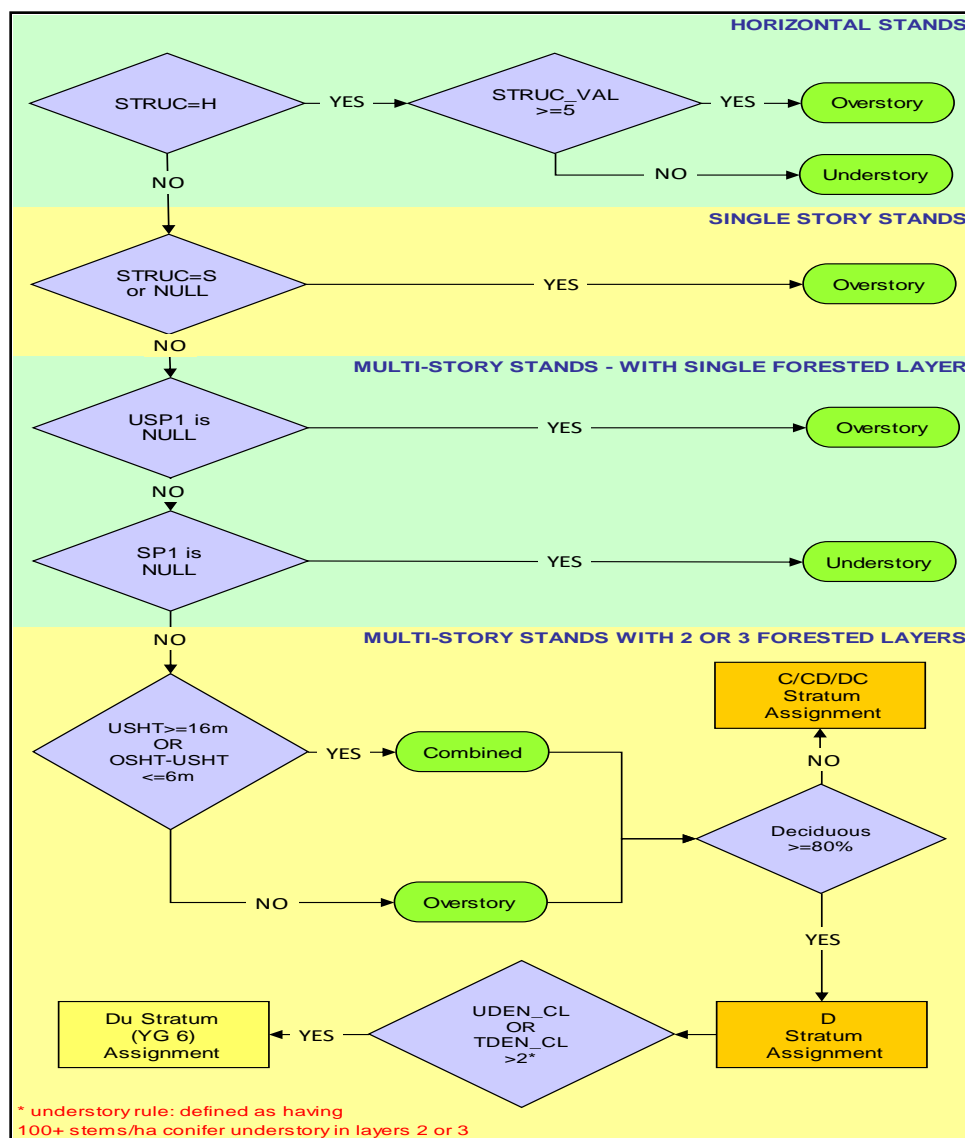 HORIZONTAL STANDS
STRUC=H
YES
STRUC_VAL
>=5
YES
Overstory
NO
NO
Understory
SINGLE STORY STANDS
STRUC=S
or NULL
YES
Overstory
NO
MULTI-STORY STANDS - WITH SINGLE FORESTED LAYER
USP1 is
NULL
YES
Overstory
NO
SP1 is
NULL
YES
Understory
NO
MULTI-STORY STANDS WITH 2 OR 3 FORESTED LAYERS
C/CD/DC
Stratum
Assignment
USHT>=16m
OR
OSHT-USHT
<=6m
YES
Combined
NO
Deciduous
>=80%
NO
Overstory
YES
UDEN_CL
OR
TDEN_CL
>2*
D
Stratum
Assignment
YES
Du Stratum
(YG 6)
Assignment
* understory rule: defined as having
100+ stems/ha conifer understory in layers 2 or 3